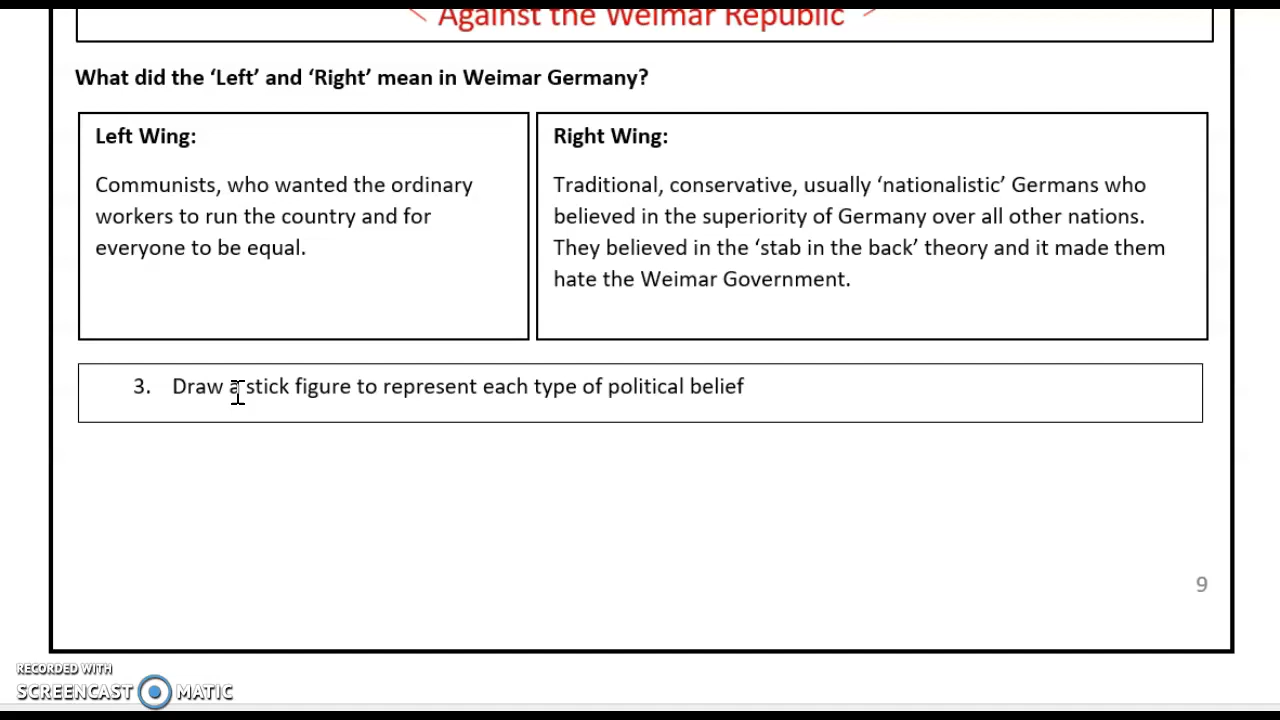 Against the Weimar Republic
What did the ‘Left’ and ‘Right’ mean in Weimar Germany?
Left Wing:
Communists, who wanted the ordinary
workers to run the country and for
everyone to be equal.
Right Wing:
Traditional, conservative, usually ‘nationalistic’ Germans who
believed in the superiority of Germany over all other nations.
They believed in the ‘stab in the back’ theory and it made them
hate the Weimar Government.
3. Draw a stick figure to represent each type of political belief
9
RECORDED WITH
SCREENCAST MATIC